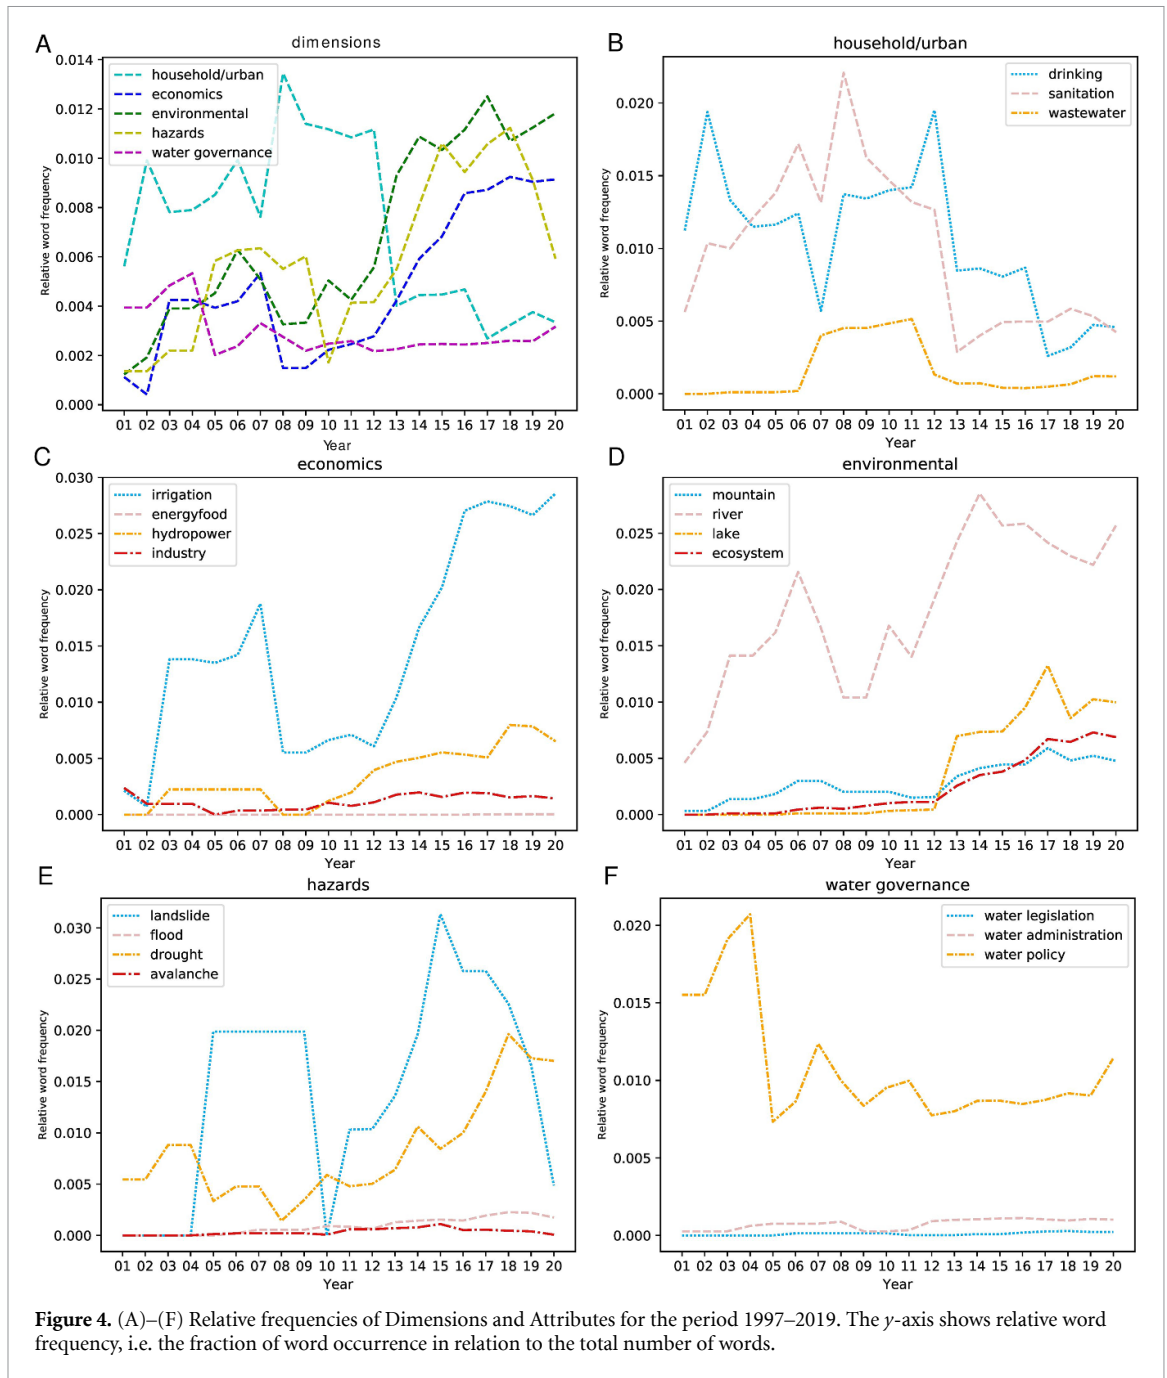 A
dimensions
0.014
0.012
0.010
0.008
0.006
0.004
0.002
0.000
Relative word frequency
household/urban
economics
environmental
hazards
water governance
01 02 03 04 05 06 07 08 09 10 11 12 13 14 15 16 17 18 19 20
Year
B
household/urban
0.020
0.015
0.010
0.005
0.000
Relative word frequency
drinking
sanitation
wastewater
01 02 03 04 05 06 07 08 09 10 11 12 13 14 15 16 17 18 19 20
Year
C
economics
0.030
0.025
0.020
0.015
0.010
0.005
0.000
Relative word frequency
irrigation
energyfood
hydropower
industry
01 02 03 04 05 06 07 08 09 10 11 12 13 14 15 16 17 18 19 20
Year
D
environmental
0.025
0.020
0.015
0.010
0.005
0.000
Relative word frequency
mountain
river
lake
ecosystem
01 02 03 04 05 06 07 08 09 10 11 12 13 14 15 16 17 18 19 20
Year
E
hazards
0.030
0.025
0.020
0.015
0.010
0.005
0.000
Relative word frequency
landslide
flood
drought
avalanche
01 02 03 04 05 06 07 08 09 10 11 12 13 14 15 16 17 18 19 20
Year
F
water governance
0.020
0.015
0.010
0.005
0.000
Relative word frequency
water legislation
water administration
water policy
01 02 03 04 05 06 07 08 09 10 11 12 13 14 15 16 17 18 19 20
Year
Figure 4. (A)–(F) Relative frequencies of Dimensions and Attributes for the period 1997–2019. The y-axis shows relative word
frequency, i.e. the fraction of word occurrence in relation to the total number of words.